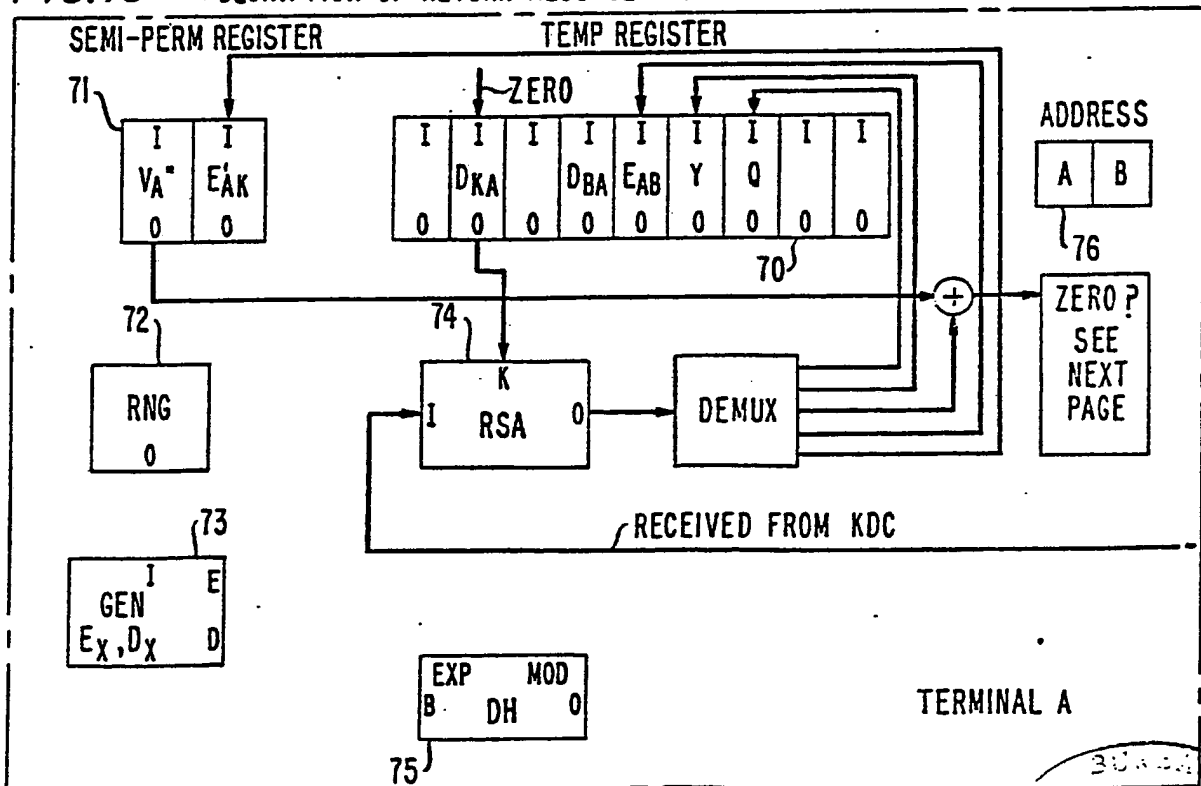 SEMI-PERM REGISTER
TEMP REGISTER
71
ZERO
I I
V_A" E'_AK
0 0
I I I I I I I I I
D_KA D_BA E_AB Y Q
0 0 0 0 0 0 0 0 0
70
ADDRESS
A B
76
ZERO?
SEE
NEXT
PAGE
+
72
RNG
0
74
K
I RSA 0
DEMUX
RECEIVED FROM KDC
73
I E
GEN
E_X, D_X D
EXP MOD
B DH 0
75
TERMINAL A